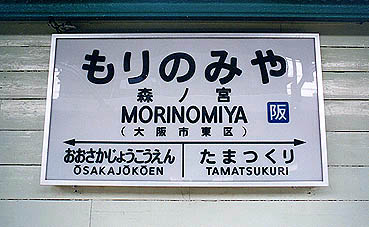 もりのみや
森ノ宮
MORINOMIYA
阪
(大阪市東区)
おおさかじょうこうえん たまつくり
ŌSAKAJŌKŌEN TAMATSUKURI